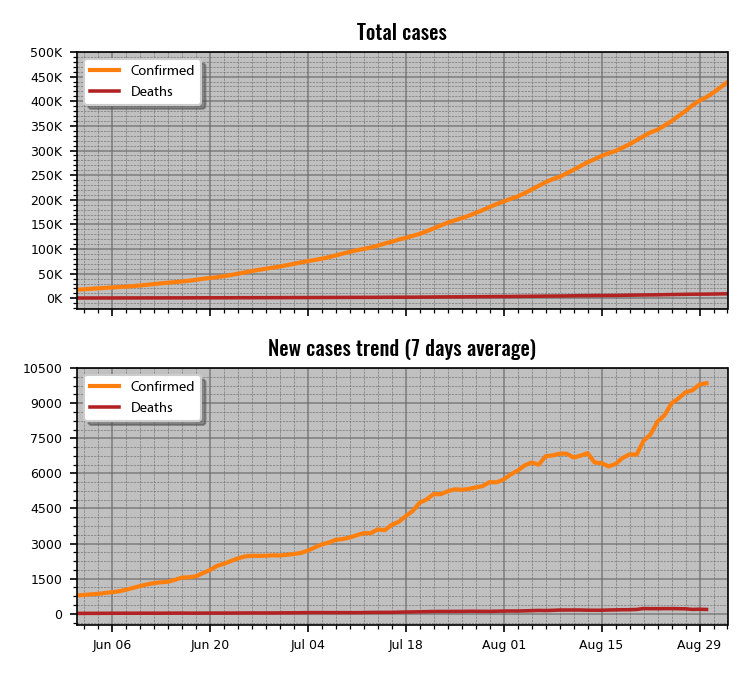 Total cases
500K
450K
400K
350K
300K
250K
200K
150K
100K
50K
0K
Confirmed
Deaths
New cases trend (7 days average)
10500
9000
7500
6000
4500
3000
1500
0
Confirmed
Deaths
Jun 06 Jun 20 Jul 04 Jul 18 Aug 01 Aug 15 Aug 29